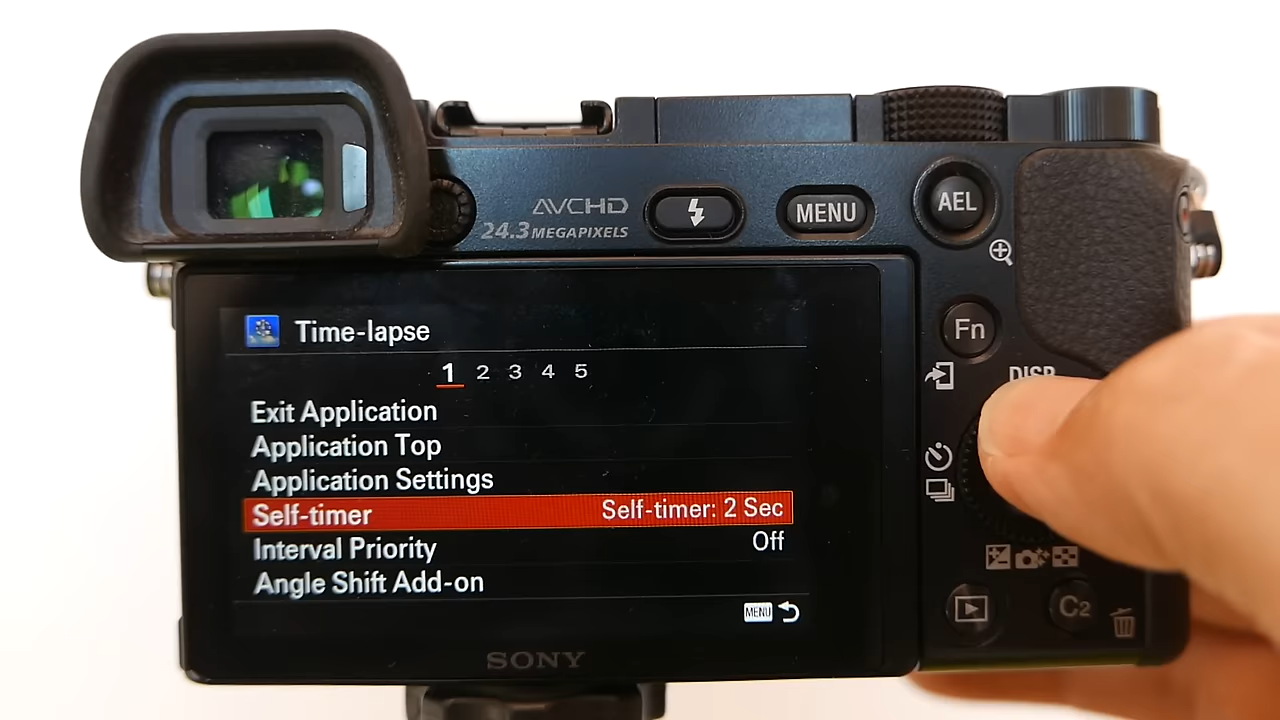 AVCHD
24.3 MEGAPIXELS
MENU
AEL
Fn
DISP
Time-lapse
1 2 3 4 5
Exit Application
Application Top
Application Settings
Self-timer Self-timer: 2 Sec
Interval Priority Off
Angle Shift Add-on
MENU
C2
SONY